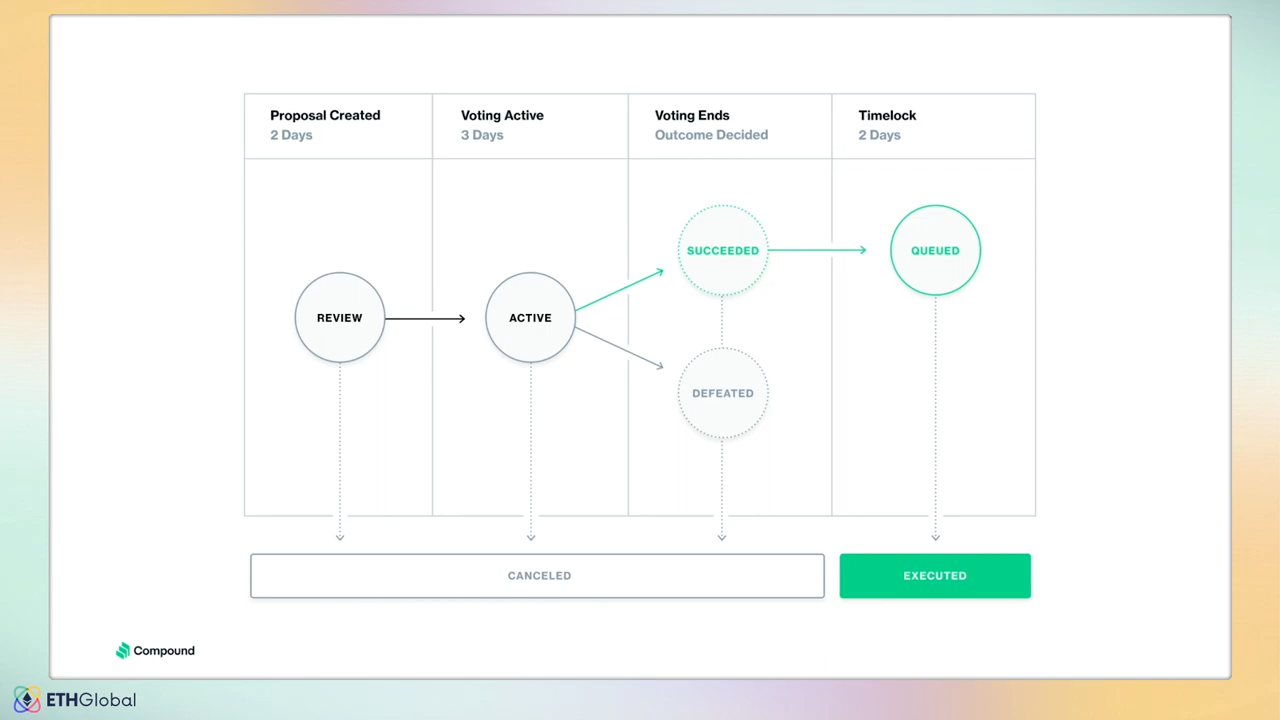 Proposal Created
2 Days
Voting Active
3 Days
Voting Ends
Outcome Decided
Timelock
2 Days
SUCCEEDED
QUEUED
REVIEW
ACTIVE
DEFEATED
CANCELED
EXECUTED
Compound
ETHGlobal